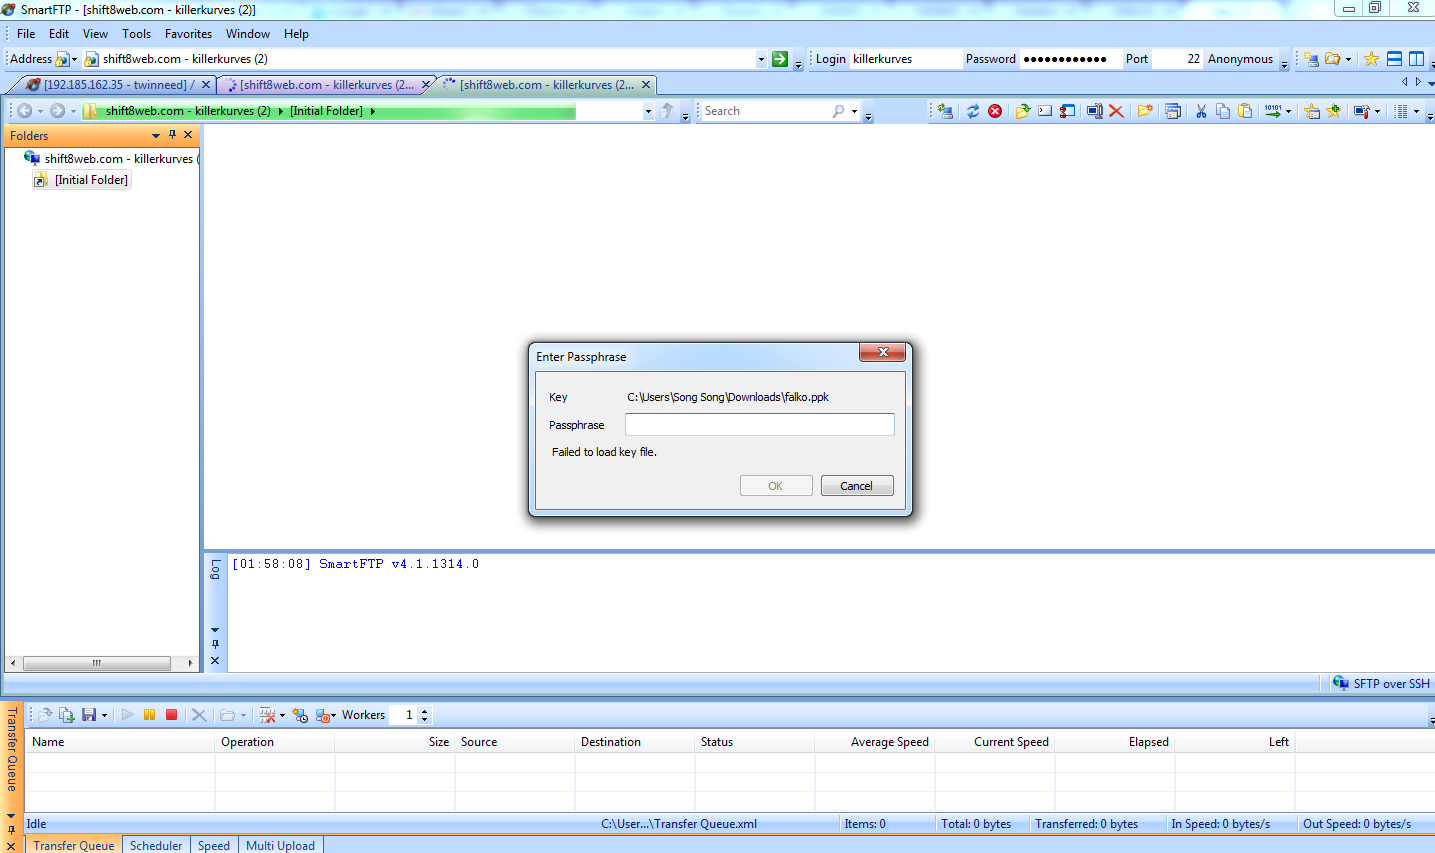 SmartFTP - [shift8web.com - killerkurves (2)]
File Edit View Tools Favorites Window Help
Address shift8web.com - killerkurves (2) Login killerkurves Password ●●●●●●●●●●●● Port 22 Anonymous
[192.185.162.35 - twinneed] / [shift8web.com - killerkurves (2... [shift8web.com - killerkurves (2...
shift8web.com - killerkurves (2) [Initial Folder] Search
Folders
shift8web.com - killerkurves (
[Initial Folder]
Enter Passphrase
Key C:\Users\Song Song\Downloads\falko.ppk
Passphrase
Failed to load key file.
OK Cancel
Log
[01:58:08] SmartFTP v4.1.1314.0
SFTP over SSH
Transfer Queue
Workers 1
Name Operation Size Source Destination Status Average Speed Current Speed Elapsed Left
Idle C:\User...\Transfer Queue.xml Items: 0 Total: 0 bytes Transferred: 0 bytes In Speed: 0 bytes/s Out Speed: 0 bytes/s
Transfer Queue Scheduler Speed Multi Upload